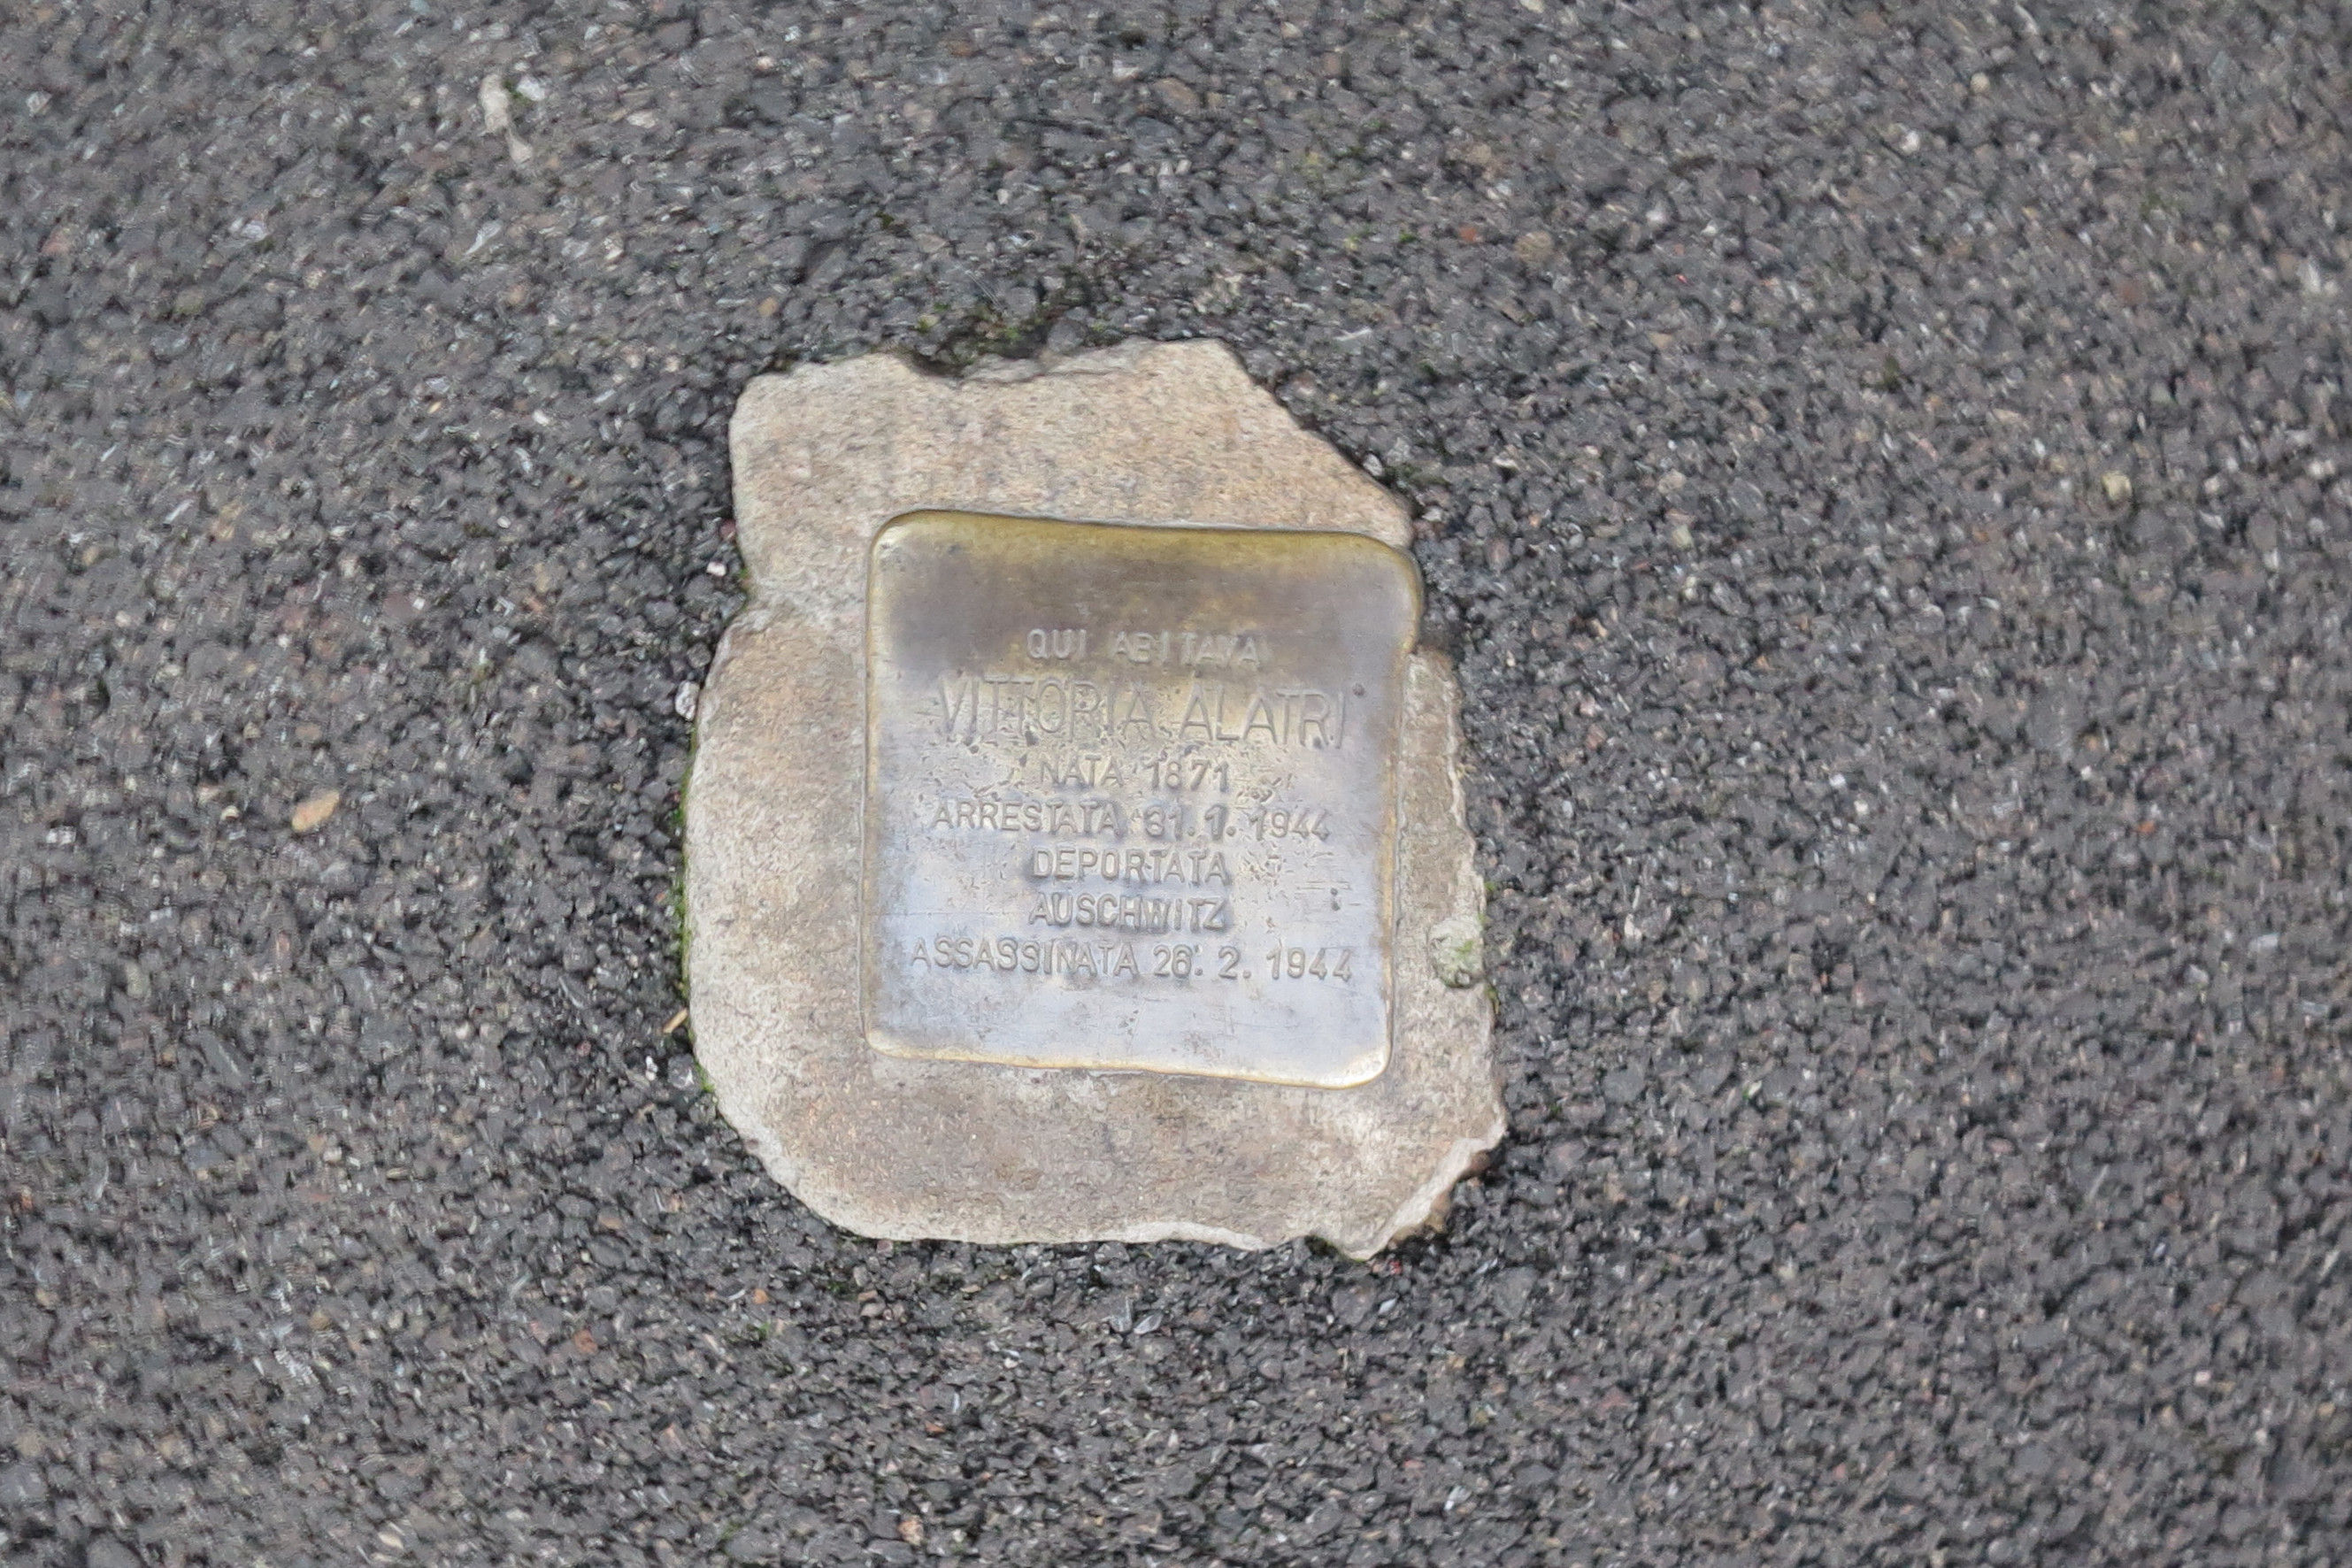 QUI ABITAVA
VITTORIA ALATRI
NATA 1871
ARRESTATA 31.1.1944
DEPORTATA
AUSCHWITZ
ASSASSINATA 26.2.1944